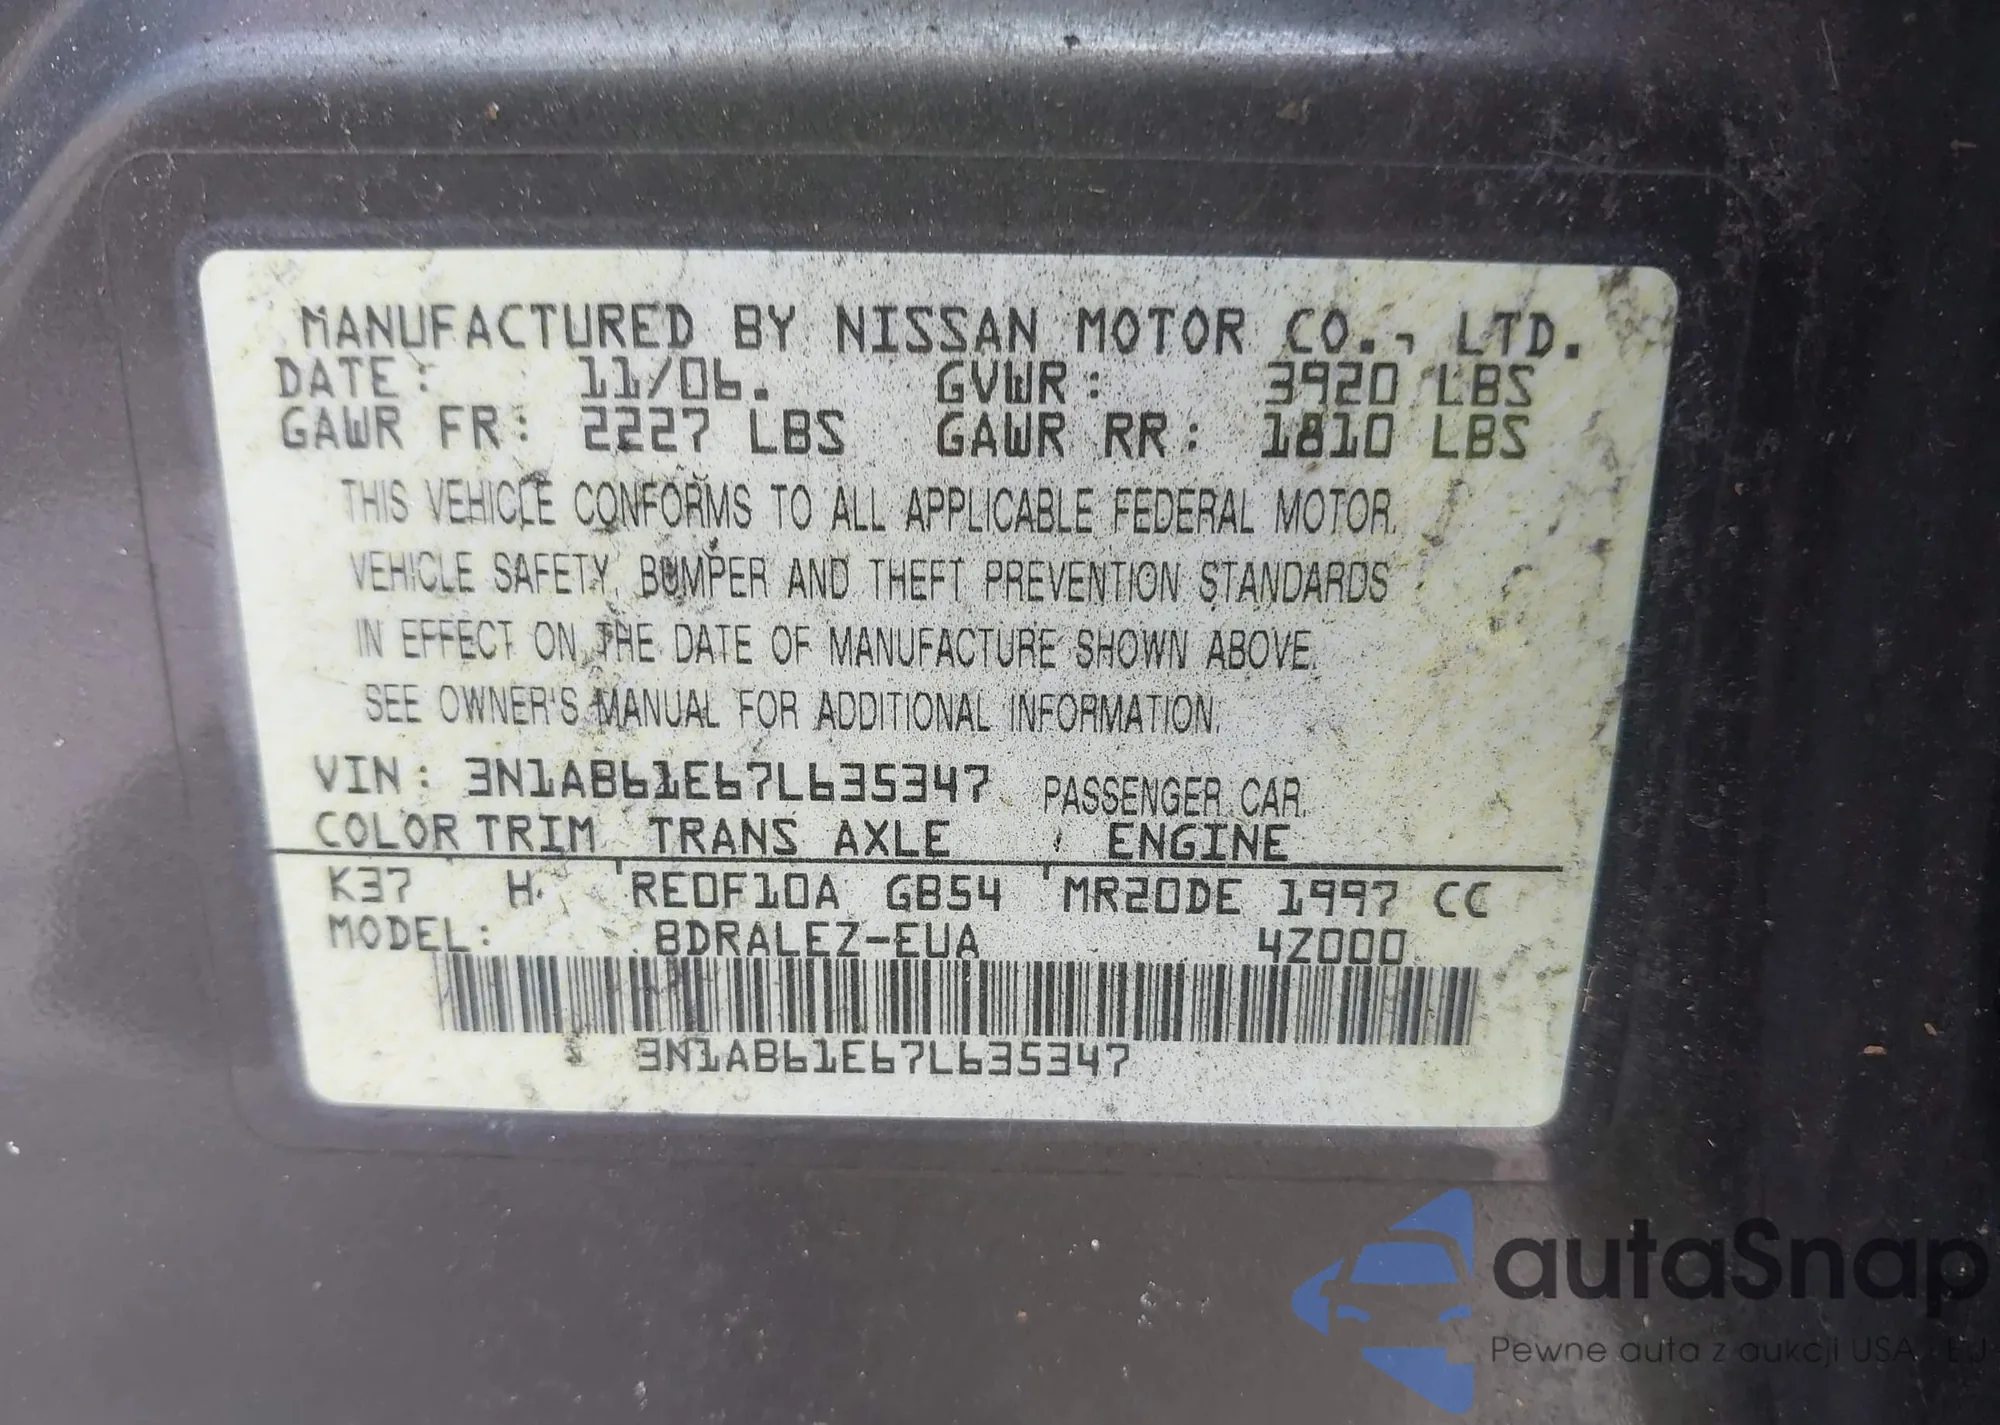 MANUFACTURED BY NISSAN MOTOR CO., LTD.
DATE: 11/06. GVWR: 3920 LBS
GAWR FR: 2227 LBS GAWR RR: 1810 LBS
THIS VEHICLE CONFORMS TO ALL APPLICABLE FEDERAL MOTOR
VEHICLE SAFETY, BUMPER AND THEFT PREVENTION STANDARDS
IN EFFECT ON THE DATE OF MANUFACTURE SHOWN ABOVE.
SEE OWNER'S MANUAL FOR ADDITIONAL INFORMATION.
VIN: 3N1AB61E67L635347 PASSENGER CAR
COLOR TRIM TRANS AXLE ENGINE
K37 H RE0F10A GB54 MR20DE 1997 CC
MODEL: BDRALEZ-EUA 4Z000
3N1AB61E67L635347
autaSnap
Pewne auta z aukcji USA i EU